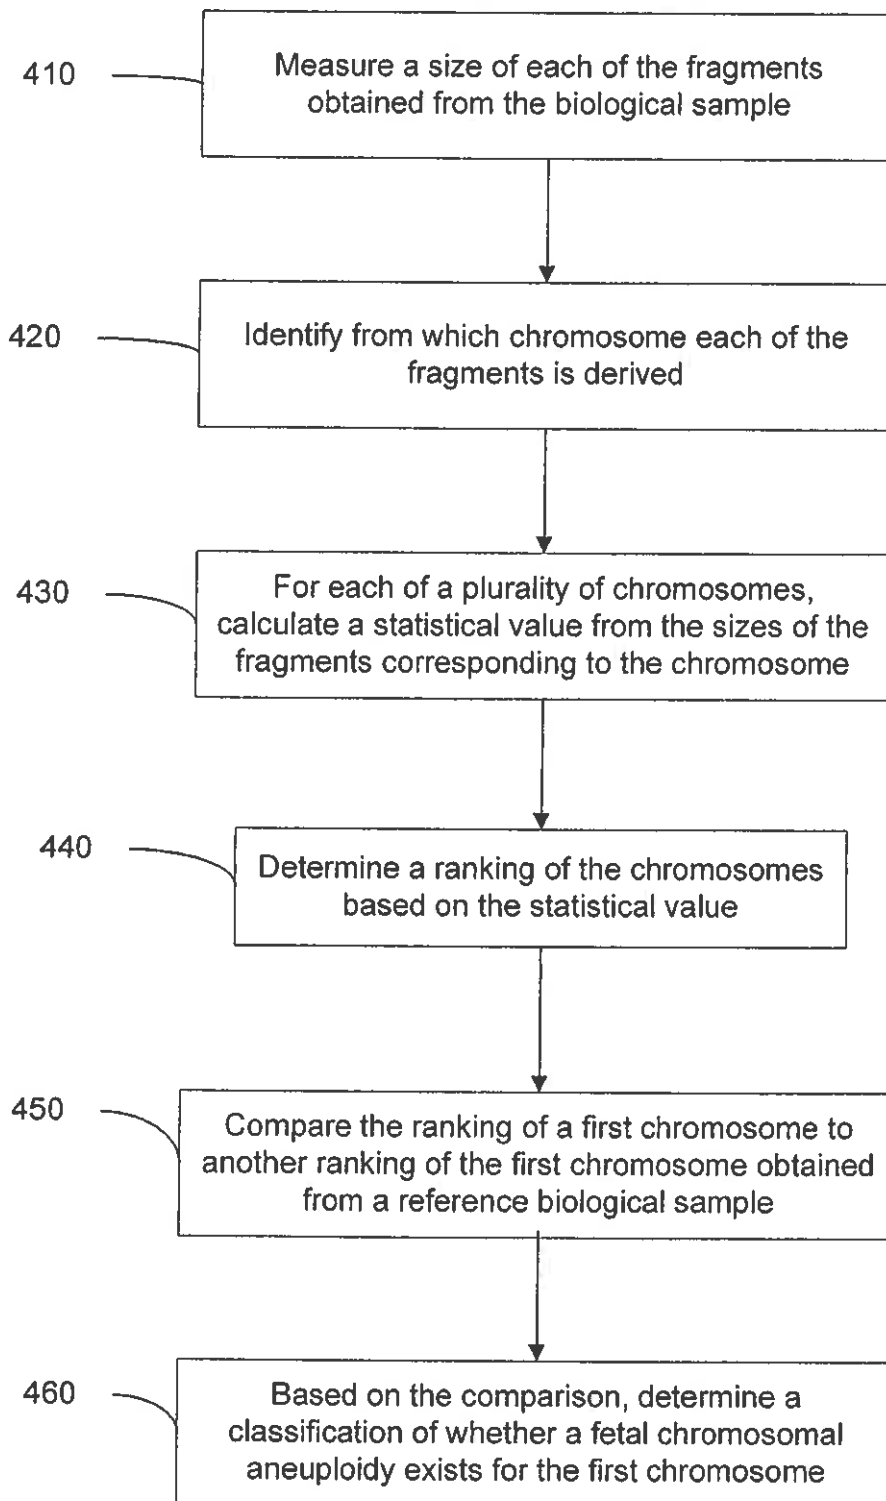 410
Measure a size of each of the fragments
obtained from the biological sample
420
Identify from which chromosome each of the
fragments is derived
430
For each of a plurality of chromosomes,
calculate a statistical value from the sizes of the
fragments corresponding to the chromosome
440
Determine a ranking of the chromosomes
based on the statistical value
450
Compare the ranking of a first chromosome to
another ranking of the first chromosome obtained
from a reference biological sample
460
Based on the comparison, determine a
classification of whether a fetal chromosomal
aneuploidy exists for the first chromosome